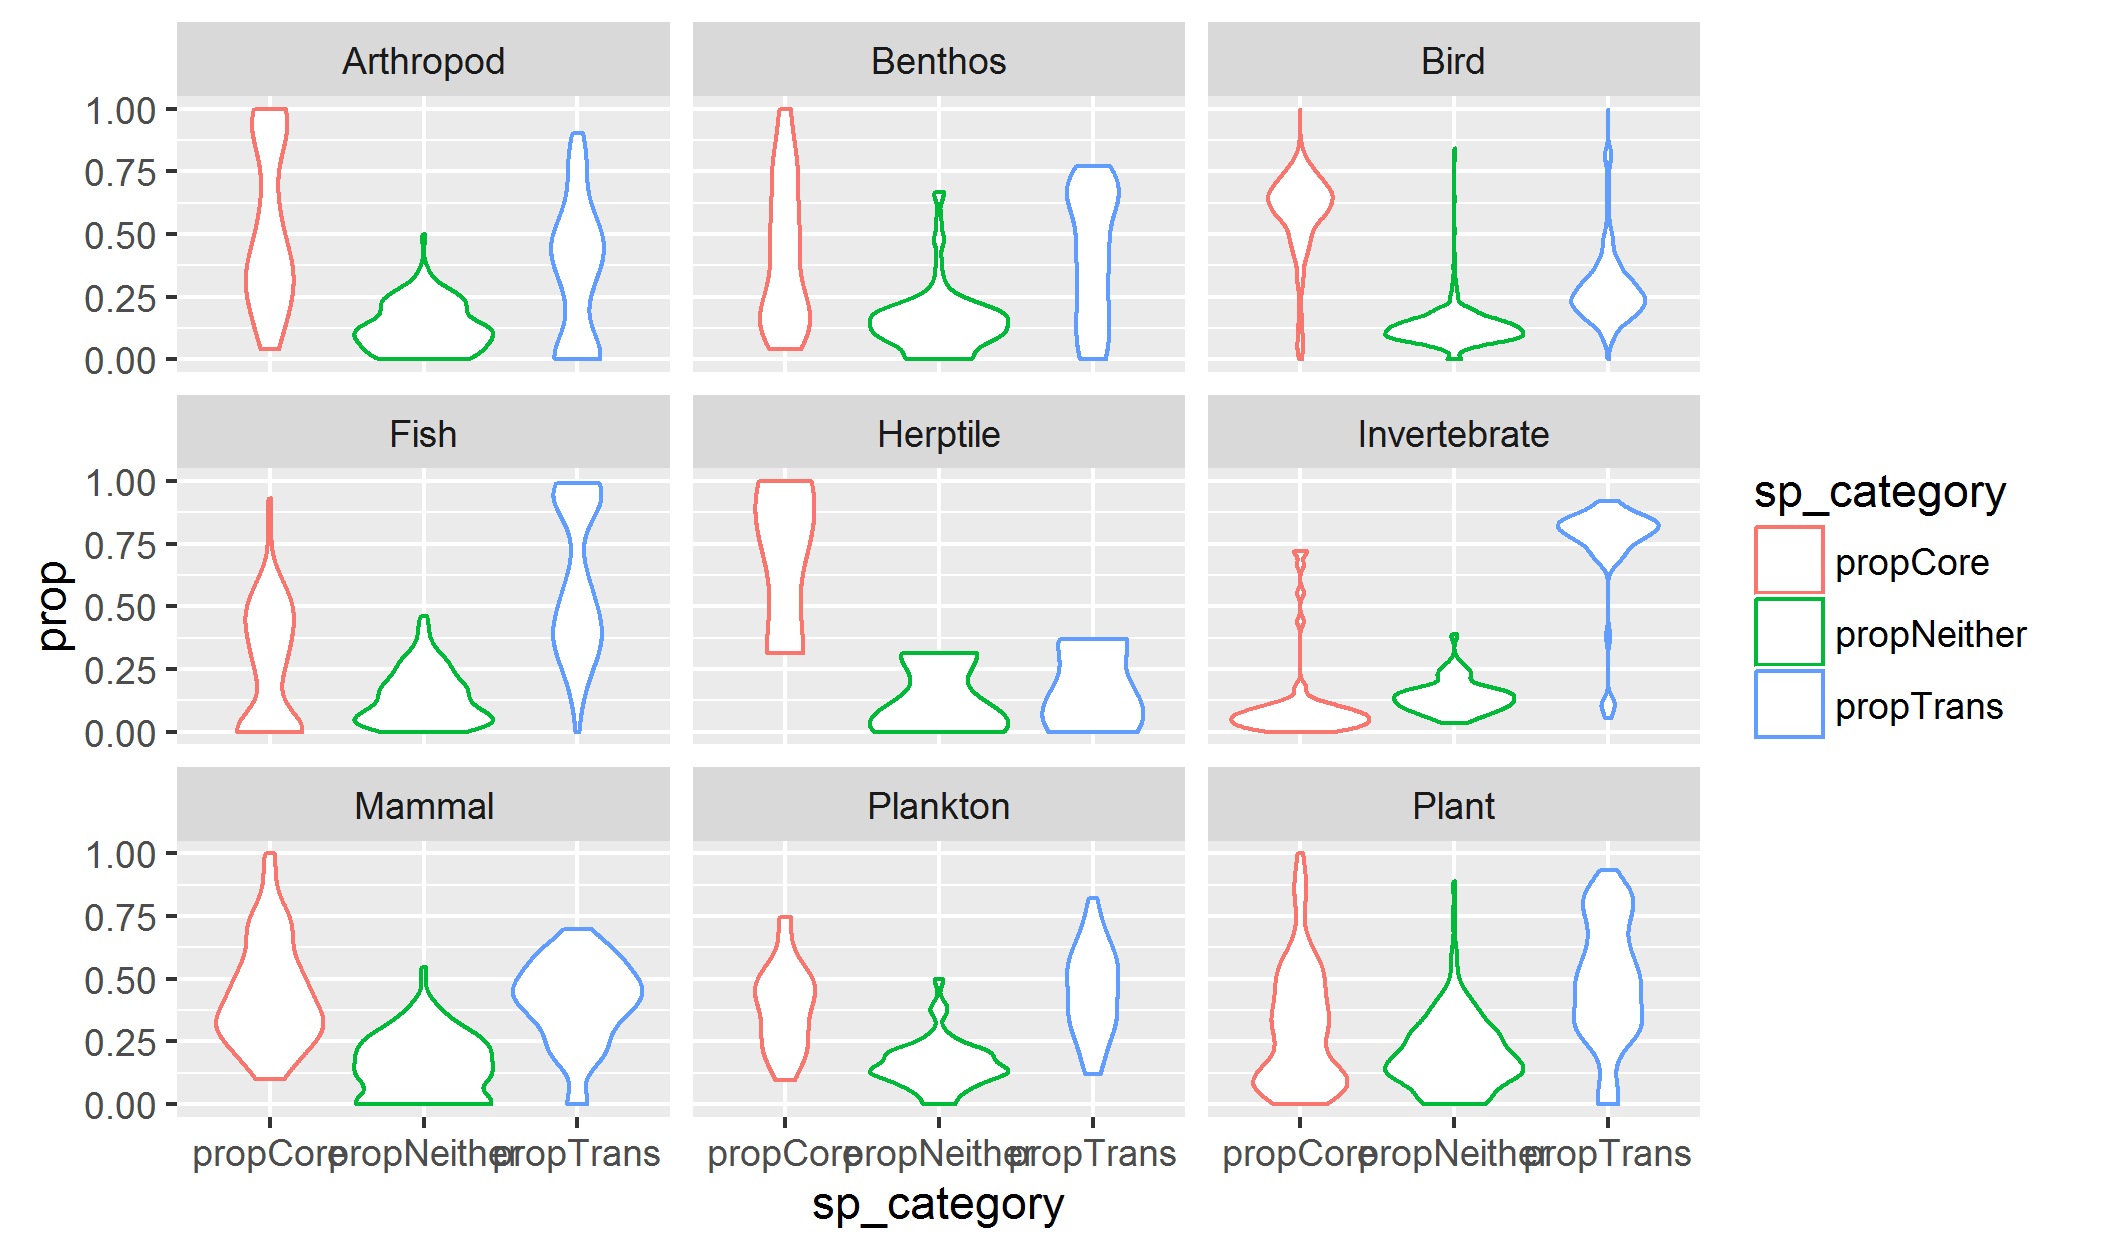 Arthropod Benthos Bird
1.00
0.75
0.50
0.25
0.00
Fish Herptile Invertebrate
1.00
0.75
0.50
0.25
0.00
Mammal Plankton Plant
1.00
0.75
0.50
0.25
0.00
propCore propNeither propTrans propCore propNeither propTrans propCore propNeither propTrans
sp_category
prop
sp_category
propCore
propNeither
propTrans